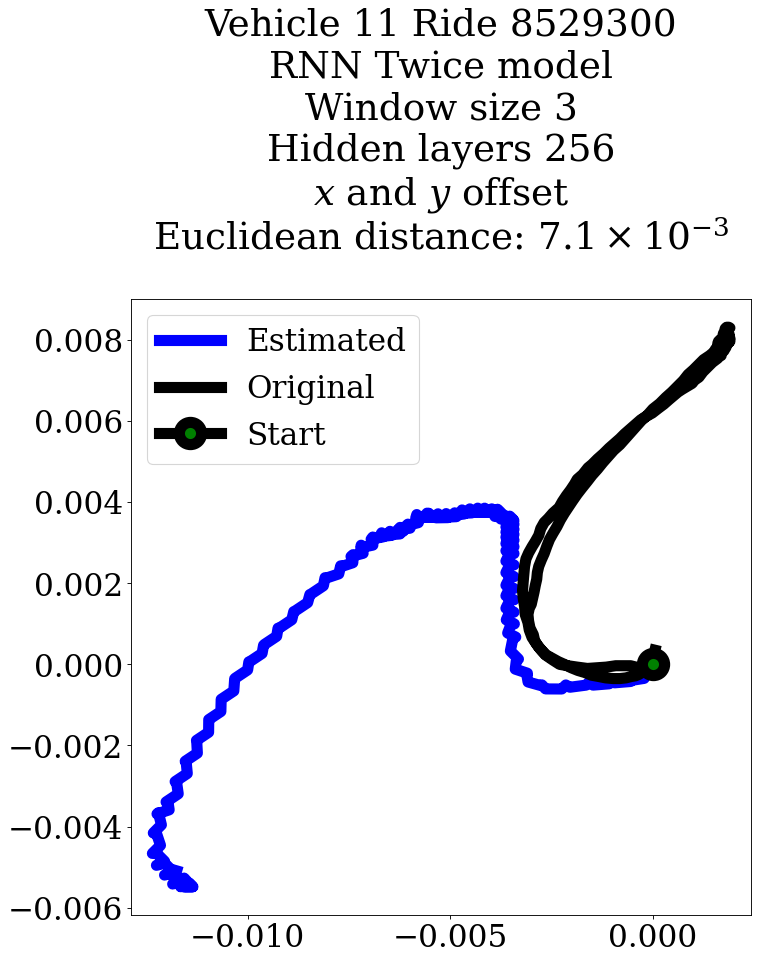 Vehicle 11 Ride 8529300
RNN Twice model
Window size 3
Hidden layers 256
x and y offset
Euclidean distance: 7.1 × 10⁻³
Estimated
Original
Start
0.008
0.006
0.004
0.002
0.000
−0.002
−0.004
−0.006
−0.010
−0.005
0.000